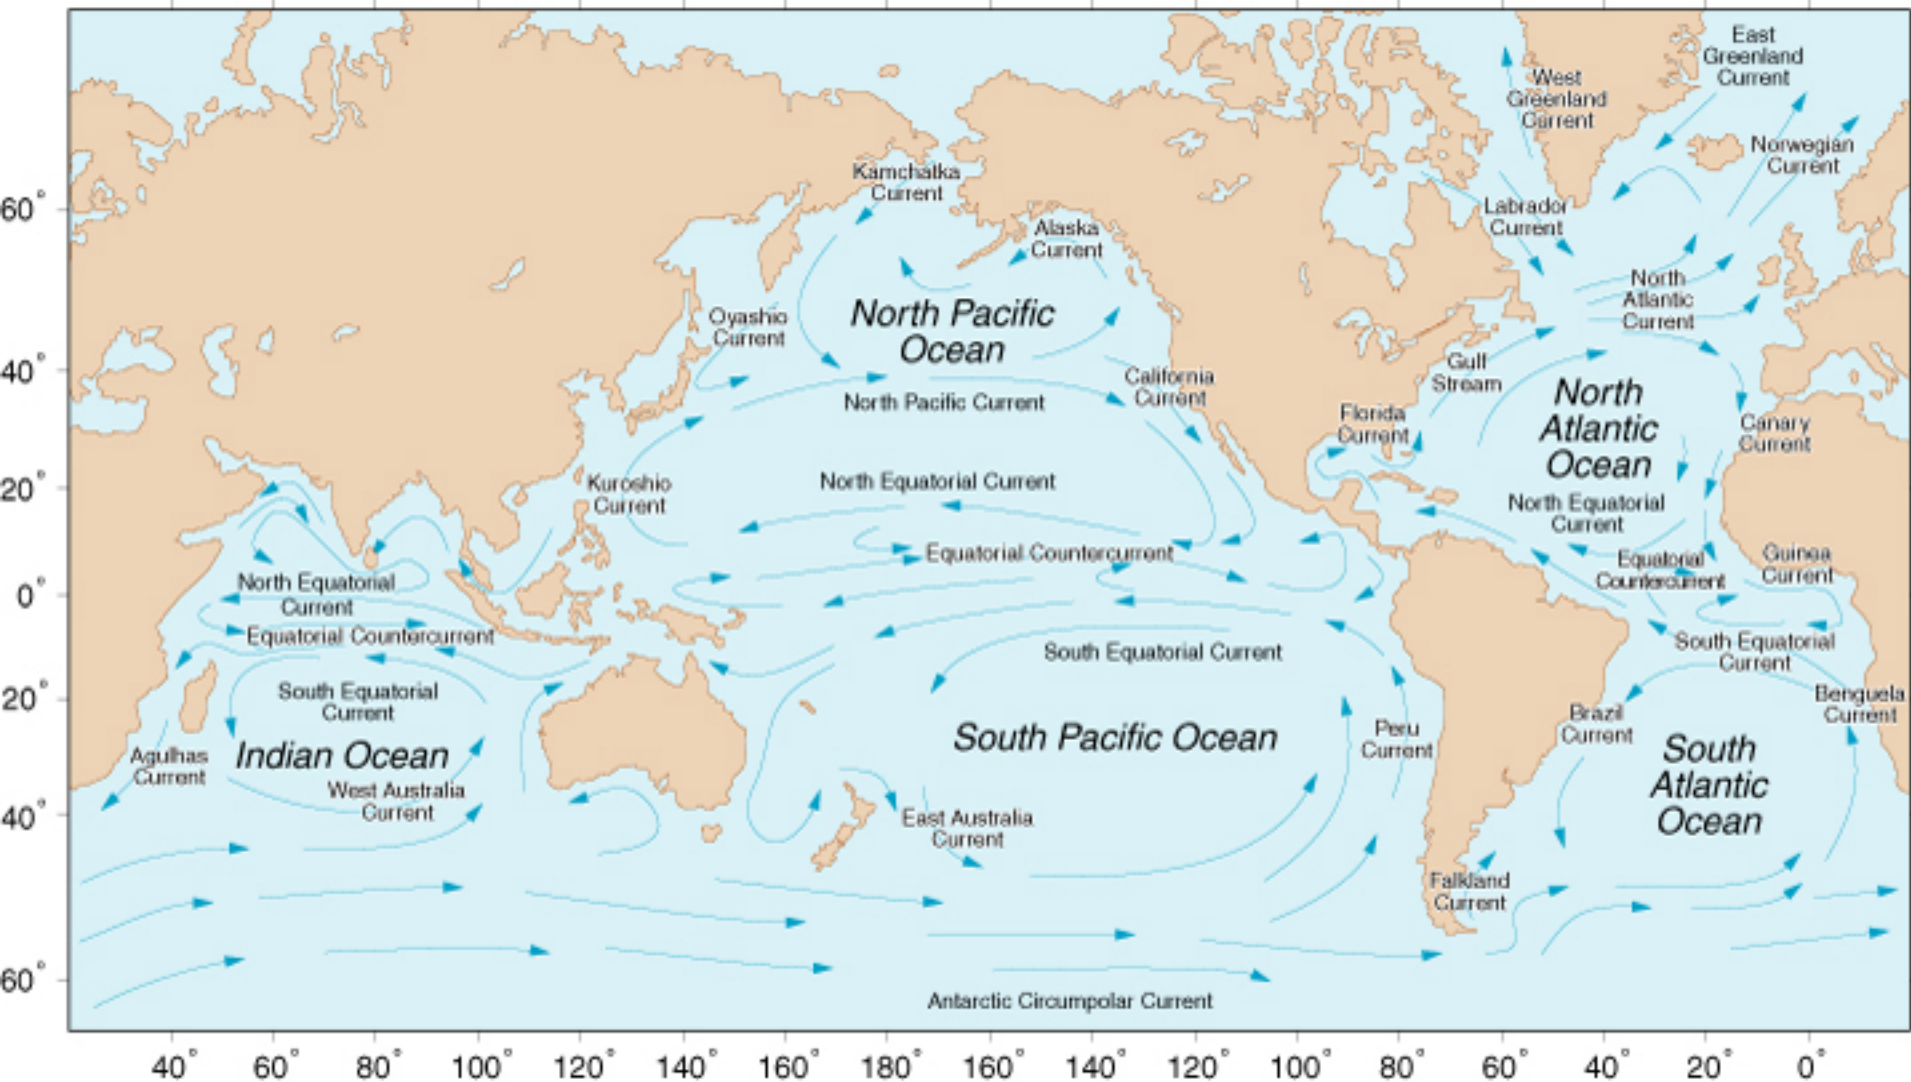 East
Greenland
Current
West
Greenland
Current
Norwegian
Current
Kamchatka
Current
60°
Labrador
Current
Alaska
Current
North
Atlantic
Current
North Pacific
Ocean
Oyashio
Current
40°
Gulf
Stream
California
Current
North
Atlantic
Ocean
North Pacific Current
Florida
Current
Canary
Current
20°
Kuroshio
Current
North Equatorial Current
North Equatorial
Current
Equatorial Countercurrent
Equatorial
Countercurrent
Guinea
Current
0°
North Equatorial
Current
Equatorial Countercurrent
South Equatorial Current
South Equatorial
Current
20°
South Equatorial
Current
Benguela
Current
Brazil
Current
Peru
Current
South Pacific Ocean
Indian Ocean
South
Atlantic
Ocean
Agulhas
Current
West Australia
Current
40°
East Australia
Current
Falkland
Current
60°
Antarctic Circumpolar Current
40° 60° 80° 100° 120° 140° 160° 180° 160° 140° 120° 100° 80° 60° 40° 20° 0°